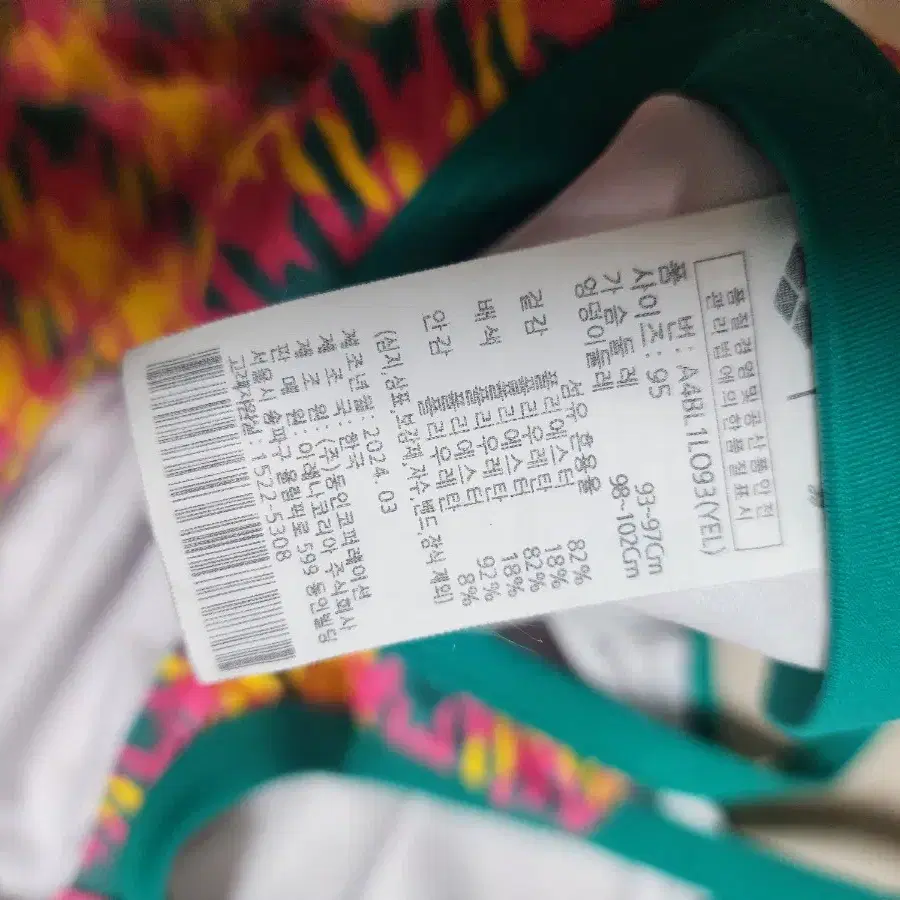 품질경영 및 공산품안전
관리법에 의한 품질표시
품 번: A4BL1L093(YEL)
사이즈: 95
가슴둘레 93~97Cm
엉덩이둘레 98~102Cm
섬유 혼용율
겉감 폴리에스터 82%
폴리우레탄 18%
배색 폴리에스터 82%
폴리우레탄 18%
안감 폴리에스터 92%
폴리우레탄 8%
(심지,심포,보강재,자수,밴드,장식 제외)
제조년월: 2024. 03
제 조 국: 한국
제 조 원: (주)동인코퍼레이션
판 매 원: 아레나코리아 주식회사
서울시 송파구 올림픽로 599 동인빌딩
고객상담실: 1522-5308